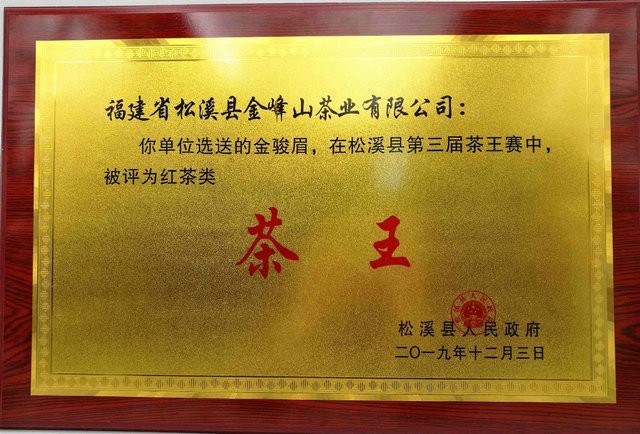 福建省松溪县金峰山茶业有限公司：
你单位选送的金骏眉，在松溪县第三届茶王赛中，
被评为红茶类
茶 王
松溪县人民政府
二〇一九年十二月三日